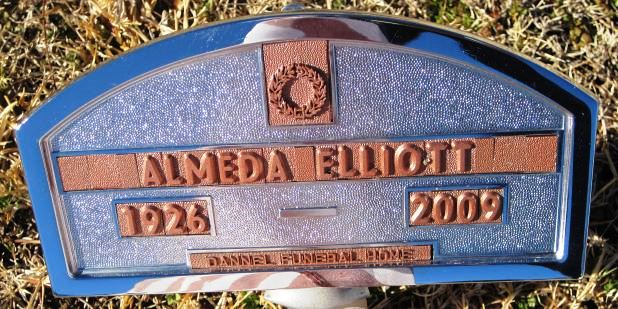 ALMEDA ELLIOTT
1926 2009
DANNEL FUNERAL HOME